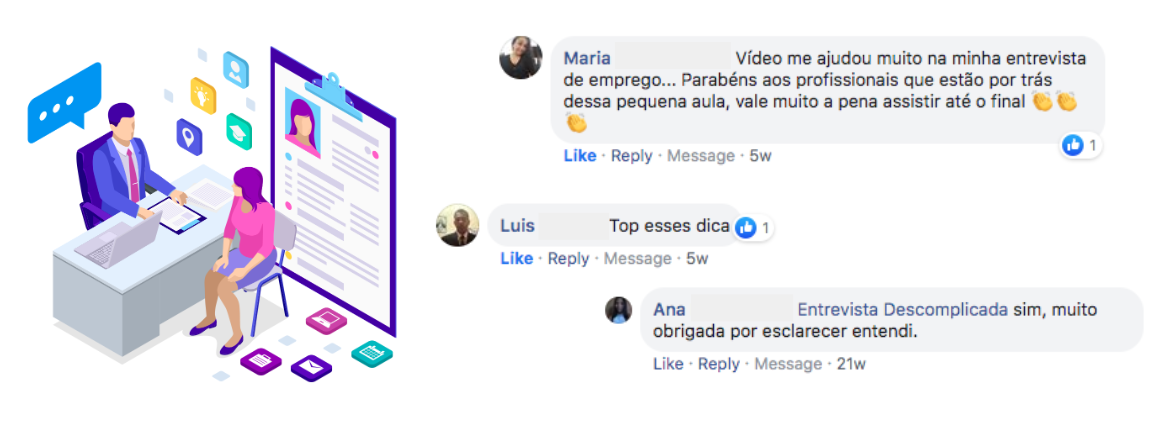 Maria Vídeo me ajudou muito na minha entrevista
de emprego... Parabéns aos profissionais que estão por trás
dessa pequena aula, vale muito a pena assistir até o final 👏👏
👏
1
Like · Reply · Message · 5w
Luis Top esses dica
1
Like · Reply · Message · 5w
Ana Entrevista Descomplicada sim, muito
obrigada por esclarecer entendi.
Like · Reply · Message · 21w